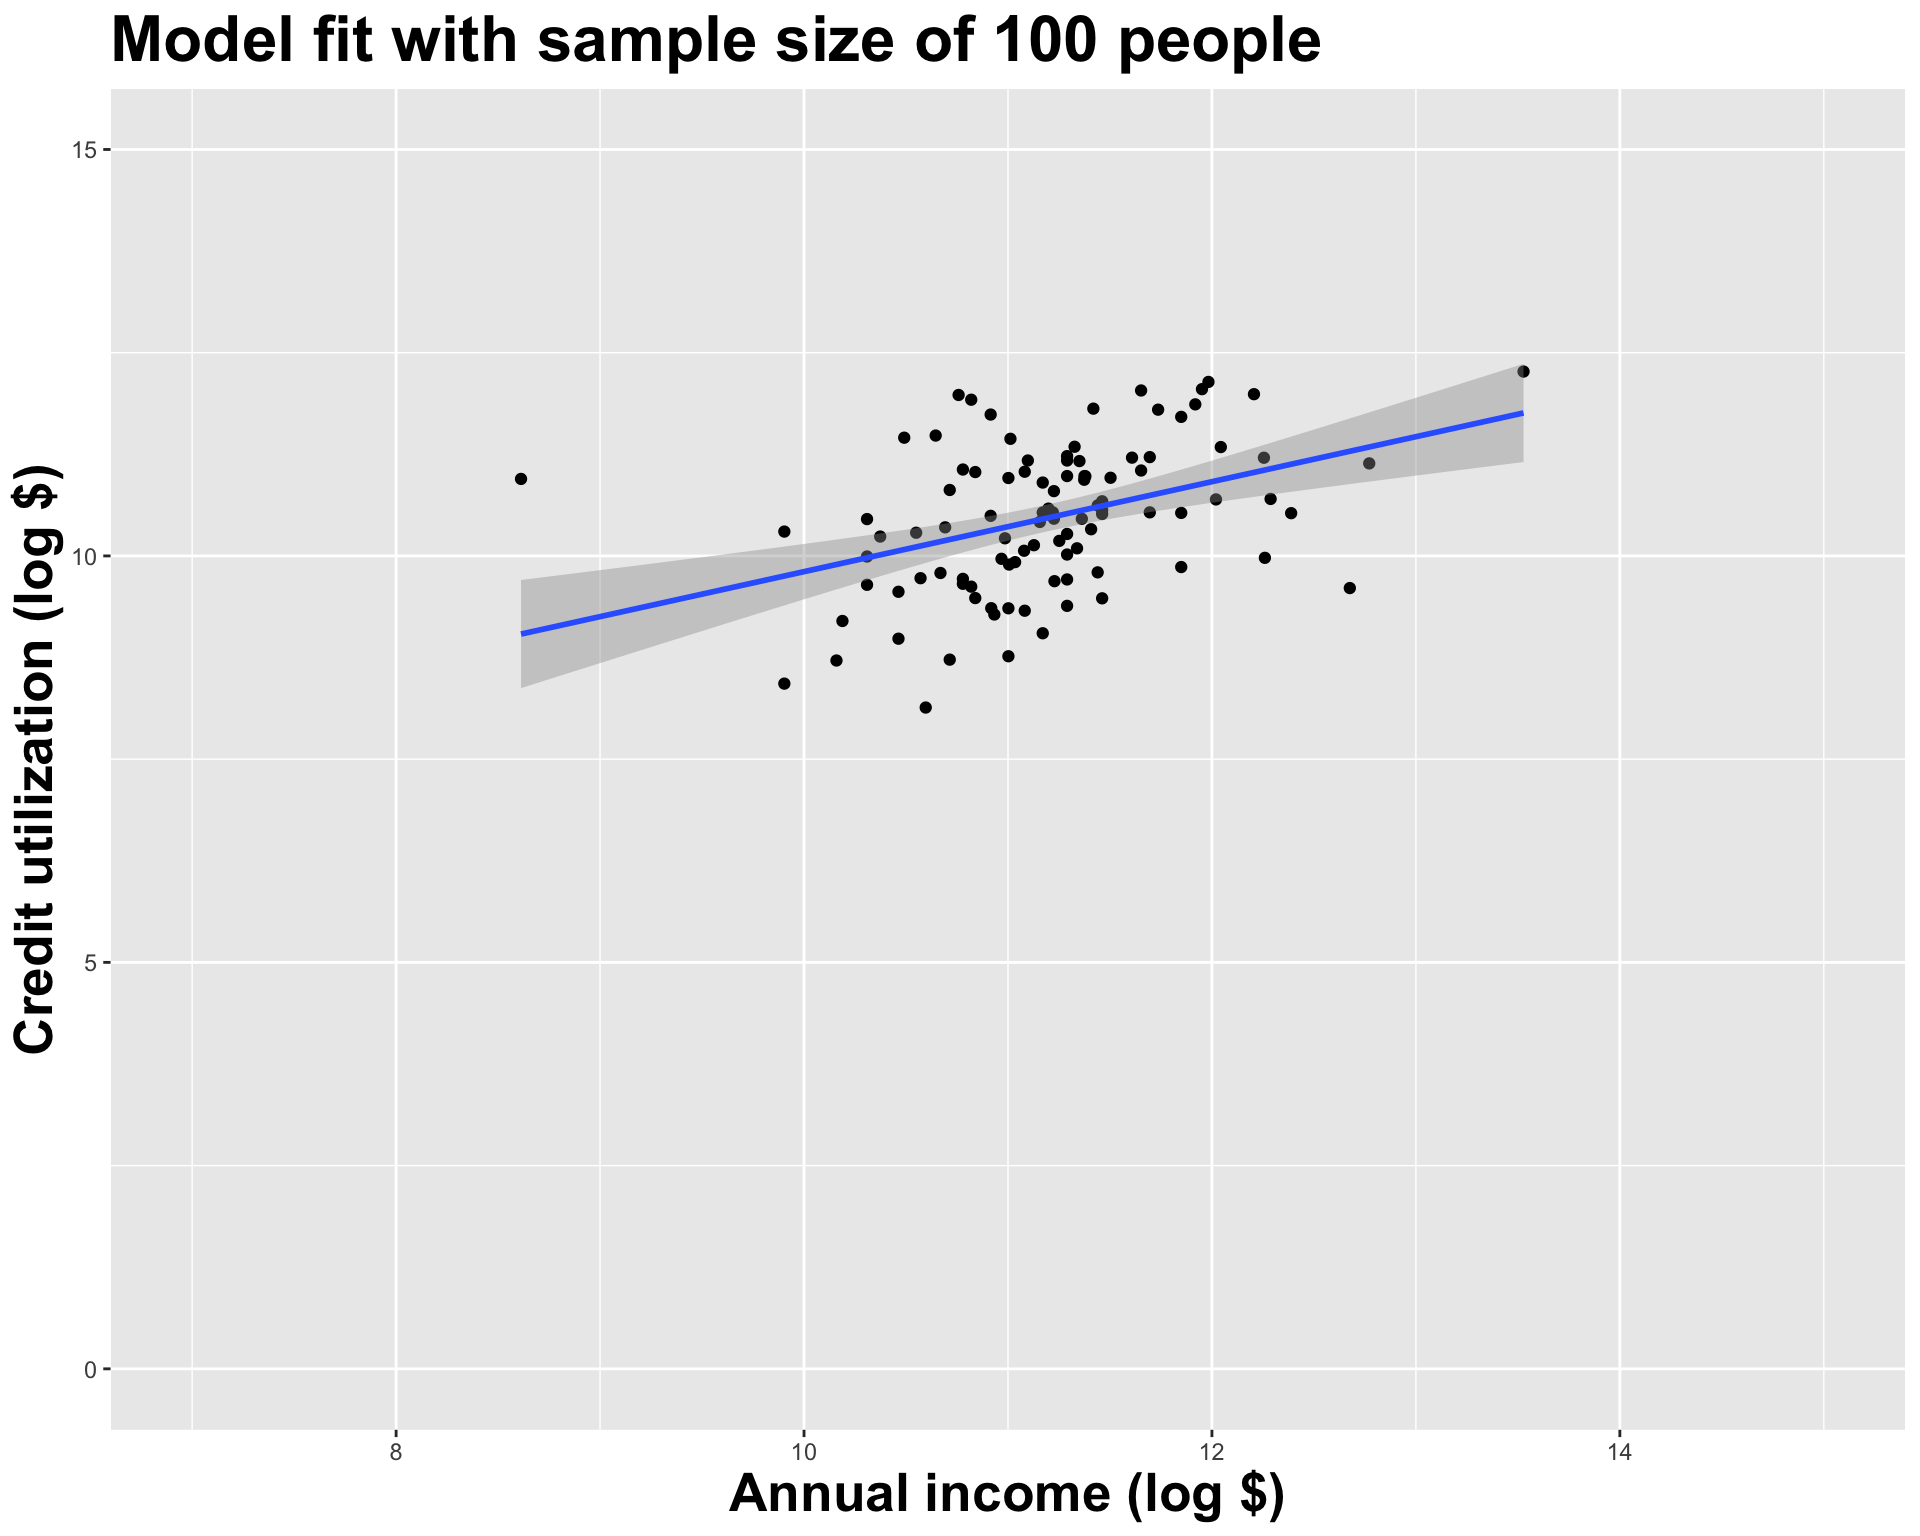 Model fit with sample size of 100 people
15
10
5
0
Credit utilization (log $)
8 10 12 14
Annual income (log $)